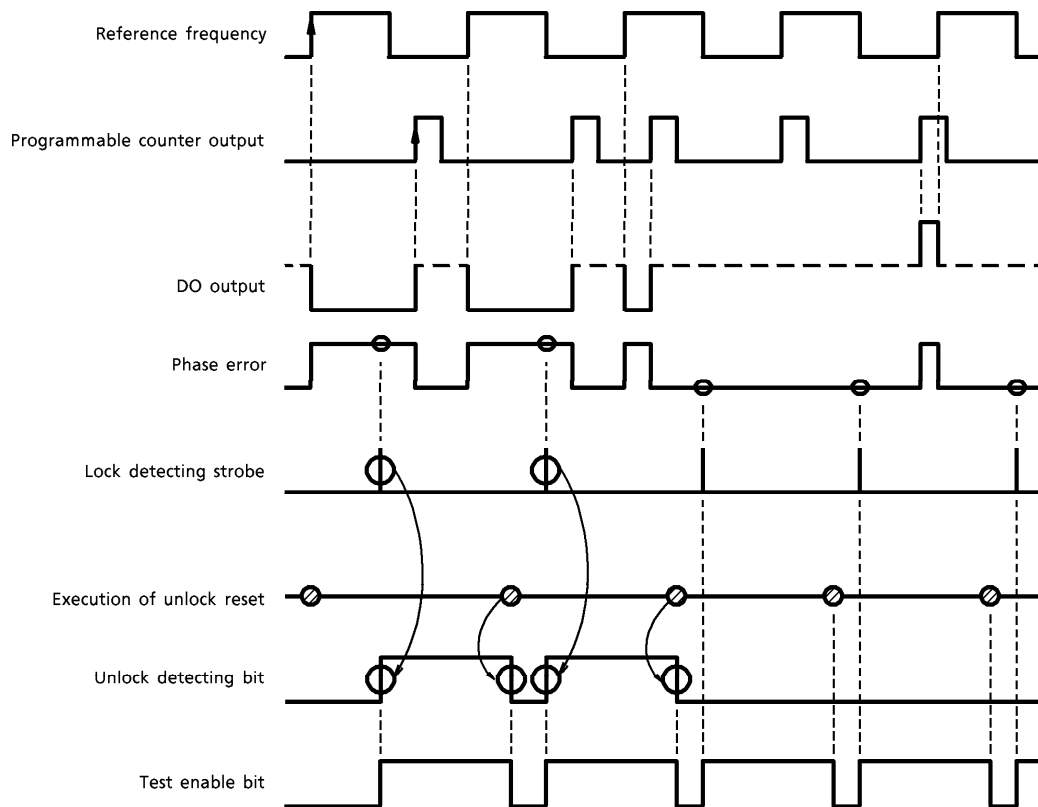 Reference frequency
Programmable counter output
DO output
Phase error
Lock detecting strobe
Execution of unlock reset
Unlock detecting bit
Test enable bit